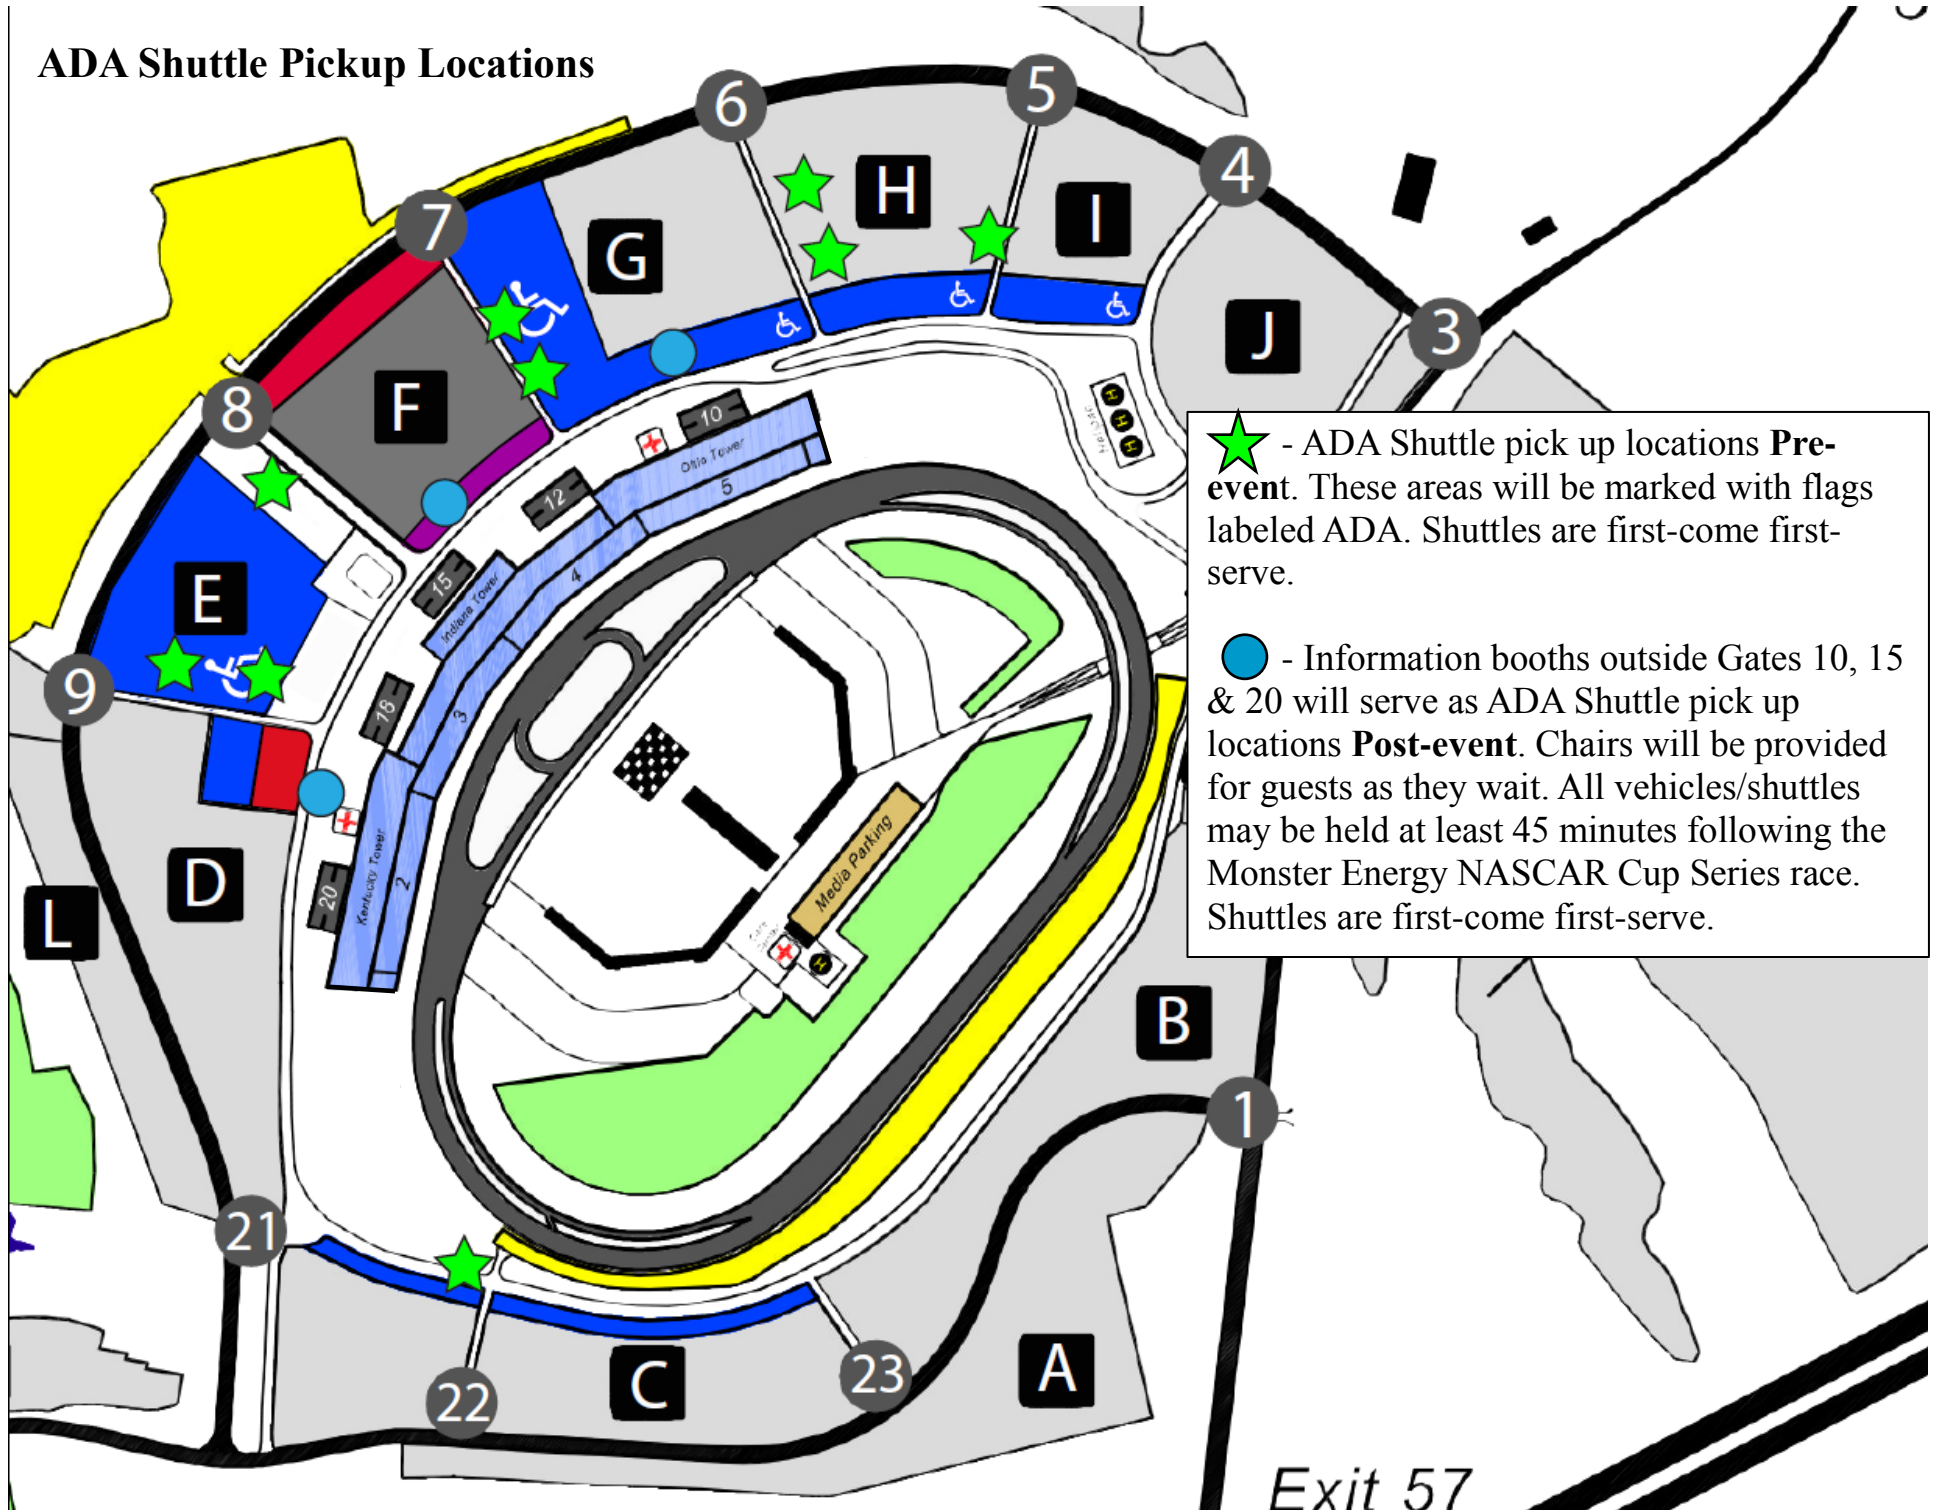 ADA Shuttle Pickup Locations
6
5
4
7
H
I
G
J
3
8
F
10
Ohio Tower
5
12
E
15
Indiana Tower
4
9
18
3
D
L
20
Kentucky Tower
2
Media Parking
H
H
H
H
- ADA Shuttle pick up locations Pre-
event. These areas will be marked with flags
labeled ADA. Shuttles are first-come first-
serve.
- Information booths outside Gates 10, 15
& 20 will serve as ADA Shuttle pick up
locations Post-event. Chairs will be provided
for guests as they wait. All vehicles/shuttles
may be held at least 45 minutes following the
Monster Energy NASCAR Cup Series race.
Shuttles are first-come first-serve.
B
1
21
22
C
23
A
Exit 57